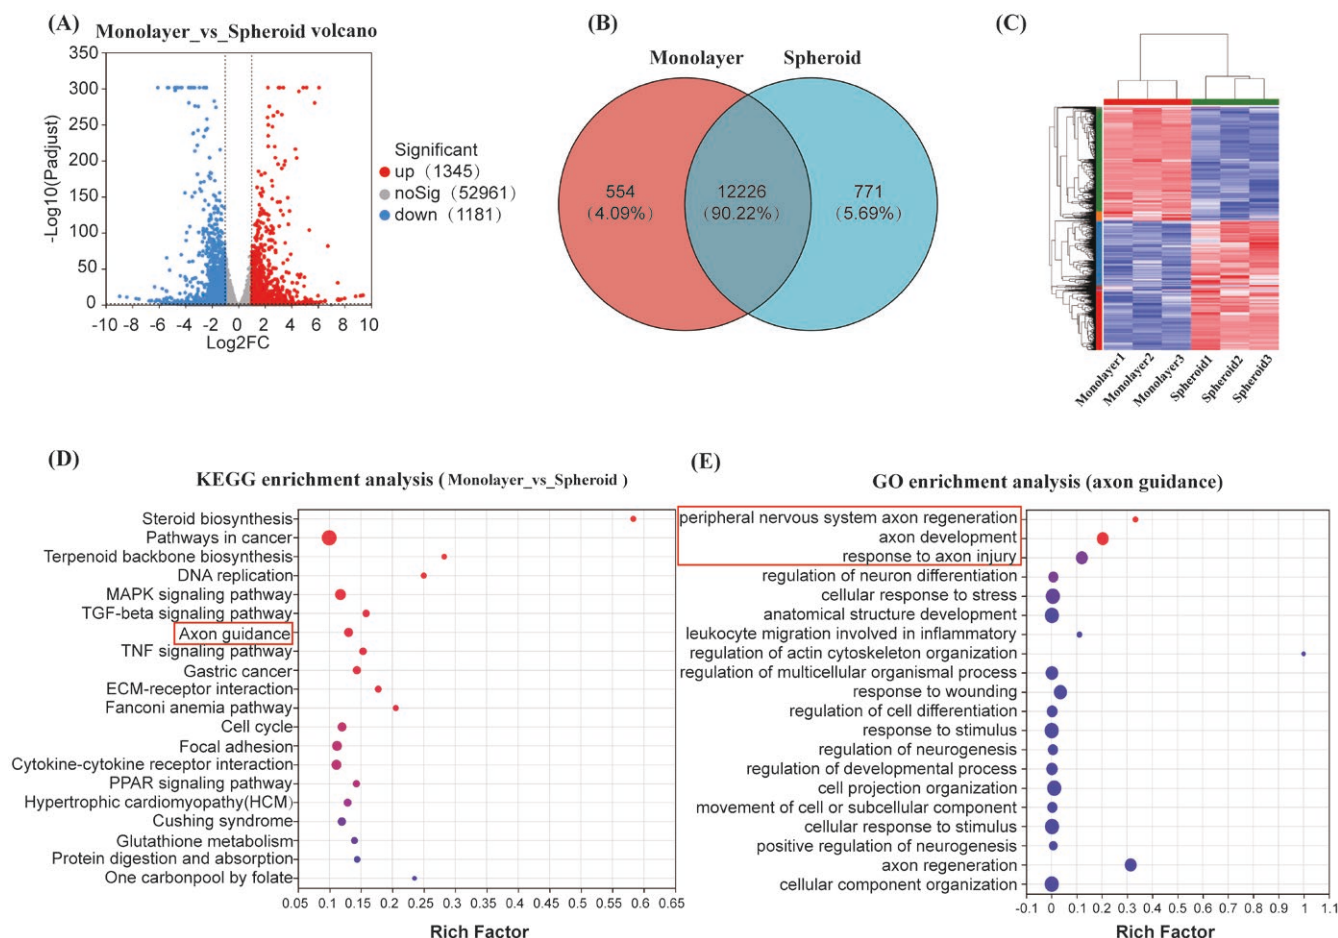 (A)
Monolayer_vs_Spheroid volcano
350
300
250
200
150
100
50
0
-Log10(Padjust)
-10 -8 -6 -4 -2 0 2 4 6 8 10
Log2FC
Significant
up (1345)
noSig (52961)
down (1181)
(B)
Monolayer Spheroid
554 12226 771
(4.09%) (90.22%) (5.69%)
(C)
Monolayer1 Monolayer2 Monolayer3 Spheroid1 Spheroid2 Spheroid3
(D)
KEGG enrichment analysis ( Monolayer_vs_Spheroid )
Steroid biosynthesis
Pathways in cancer
Terpenoid backbone biosynthesis
DNA replication
MAPK signaling pathway
TGF-beta signaling pathway
Axon guidance
TNF signaling pathway
Gastric cancer
ECM-receptor interaction
Fanconi anemia pathway
Cell cycle
Focal adhesion
Cytokine-cytokine receptor interaction
PPAR signaling pathway
Hypertrophic cardiomyopathy(HCM)
Cushing syndrome
Glutathione metabolism
Protein digestion and absorption
One carbonpool by folate
0.05 0.1 0.15 0.2 0.25 0.3 0.35 0.4 0.45 0.5 0.55 0.6 0.65
Rich Factor
(E)
GO enrichment analysis (axon guidance)
peripheral nervous system axon regeneration
axon development
response to axon injury
regulation of neuron differentiation
cellular response to stress
anatomical structure development
leukocyte migration involved in inflammatory
regulation of actin cytoskeleton organization
regulation of multicellular organismal process
response to wounding
regulation of cell differentiation
response to stimulus
regulation of neurogenesis
regulation of developmental process
cell projection organization
movement of cell or subcellular component
cellular response to stimulus
positive regulation of neurogenesis
axon regeneration
cellular component organization
-0.1 0 0.1 0.2 0.3 0.4 0.5 0.6 0.7 0.8 0.9 1 1.1
Rich Factor